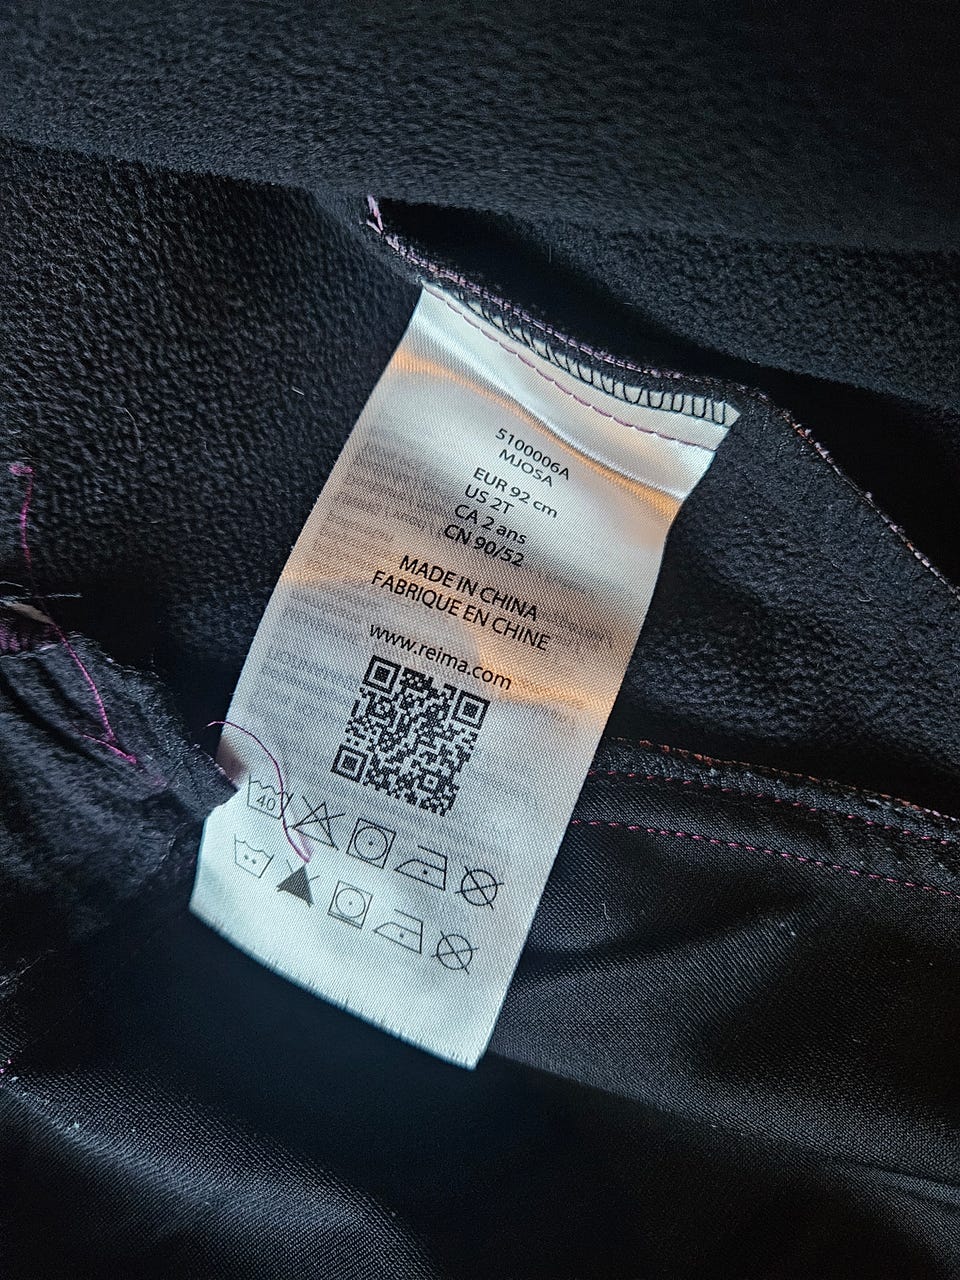 5100006A
MJOSA
EUR 92 cm
US 2T
CA 2 ans
CN 90/52
MADE IN CHINA
FABRIQUE EN CHINE
www.reima.com
40